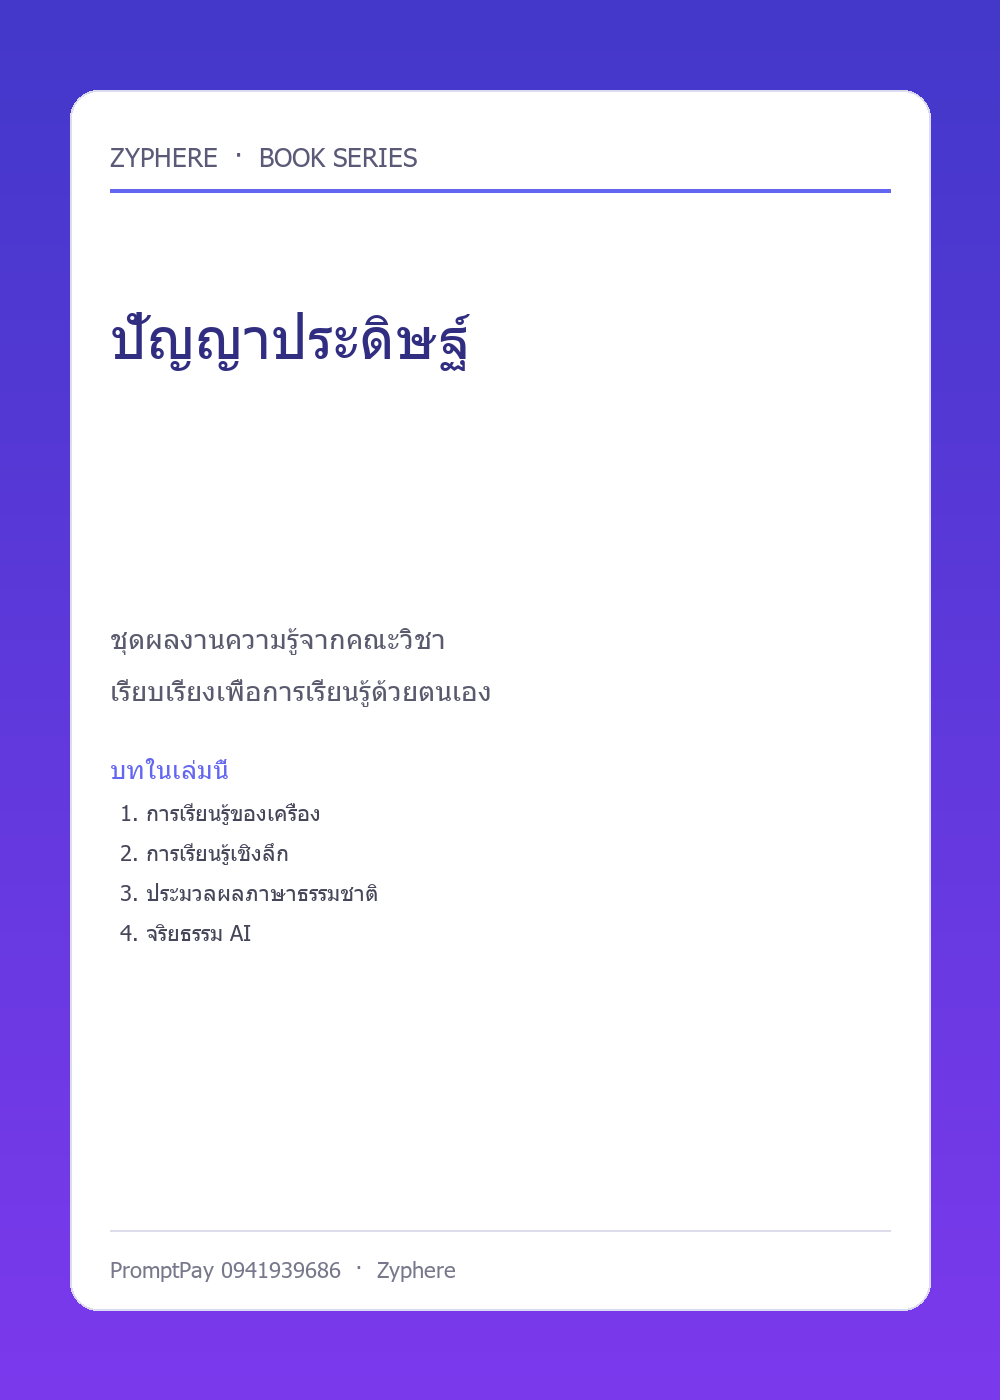 ZYPHERE · BOOK SERIES
ปัญญาประดิษฐ์
ชุดผลงานความรู้จากคณะวิชา
เรียบเรียงเพื่อการเรียนรู้ด้วยตนเอง
บทในเล่มนี้
1. การเรียนรู้ของเครื่อง
2. การเรียนรู้เชิงลึก
3. ประมวลผลภาษาธรรมชาติ
4. จริยธรรม AI
PromptPay 0941939686 · Zyphere